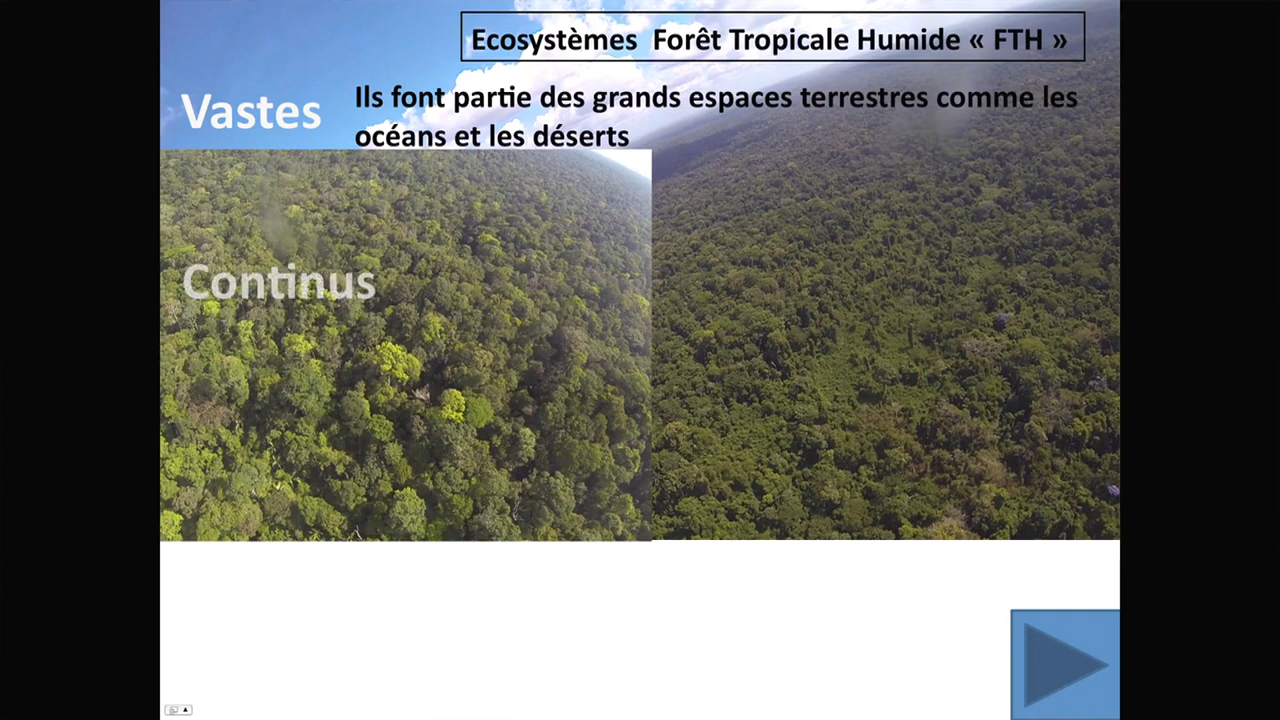 Ecosystèmes Forêt Tropicale Humide « FTH »
Vastes
Ils font partie des grands espaces terrestres comme les
océans et les déserts
Continus